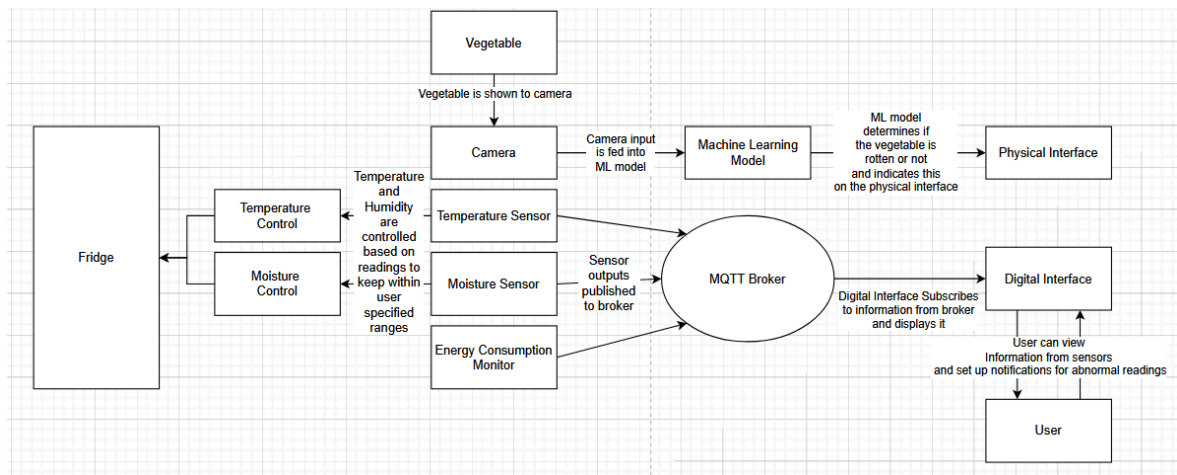 Vegetable
Vegetable is shown to camera
Camera
Camera input
is fed into
ML model
Machine Learning
Model
ML model
determines if
the vegetable is
rotten or not
and indicates this
on the physical interface
Physical Interface
Fridge
Temperature
Control
Moisture
Control
Temperature
and
Humidity
are
controlled
based on
readings to
keep within
user
specified
ranges
Temperature Sensor
Moisture Sensor
Energy Consumption
Monitor
Sensor
outputs
published
to broker
MQTT Broker
Digital Interface Subscribes
to information from broker
and displays it
Digital Interface
User can view
Information from sensors
and set up notifications for abnormal readings
User